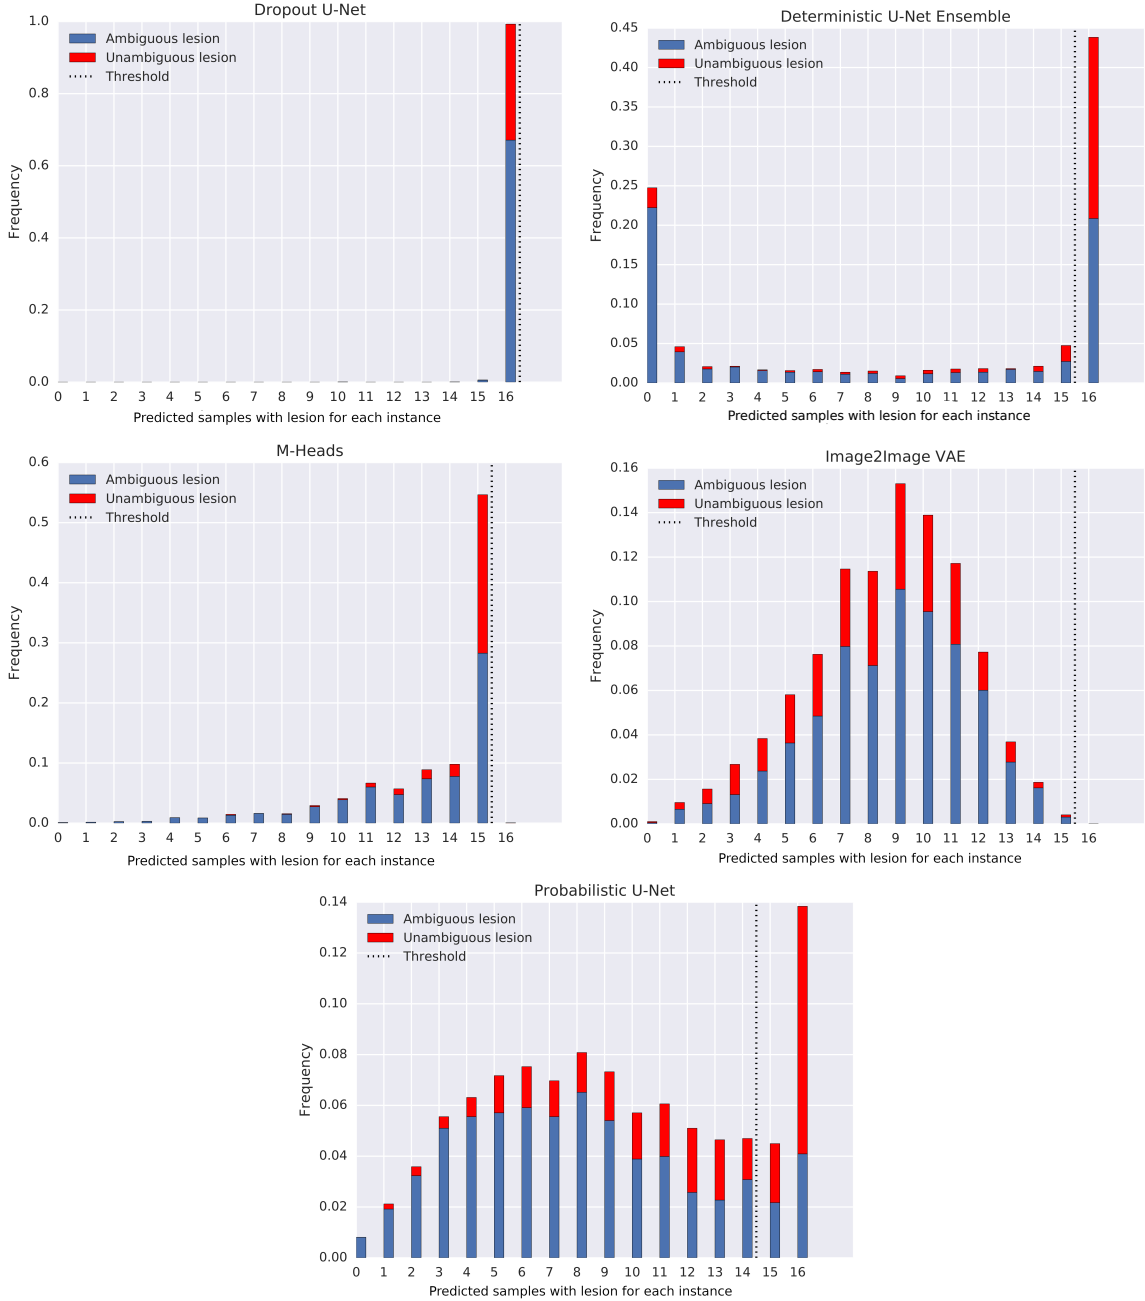 Dropout U-Net
Ambiguous lesion
Unambiguous lesion
Threshold
Frequency
1.0
0.8
0.6
0.4
0.2
0.0
0 1 2 3 4 5 6 7 8 9 10 11 12 13 14 15 16
Predicted samples with lesion for each instance
Deterministic U-Net Ensemble
Ambiguous lesion
Unambiguous lesion
Threshold
Frequency
0.45
0.40
0.35
0.30
0.25
0.20
0.15
0.10
0.05
0.00
0 1 2 3 4 5 6 7 8 9 10 11 12 13 14 15 16
Predicted samples with lesion for each instance
M-Heads
Ambiguous lesion
Unambiguous lesion
Threshold
Frequency
0.6
0.5
0.4
0.3
0.2
0.1
0.0
0 1 2 3 4 5 6 7 8 9 10 11 12 13 14 15 16
Predicted samples with lesion for each instance
Image2Image VAE
Ambiguous lesion
Unambiguous lesion
Threshold
Frequency
0.16
0.14
0.12
0.10
0.08
0.06
0.04
0.02
0.00
0 1 2 3 4 5 6 7 8 9 10 11 12 13 14 15 16
Predicted samples with lesion for each instance
Probabilistic U-Net
Ambiguous lesion
Unambiguous lesion
Threshold
Frequency
0.14
0.12
0.10
0.08
0.06
0.04
0.02
0.00
0 1 2 3 4 5 6 7 8 9 10 11 12 13 14 15 16
Predicted samples with lesion for each instance